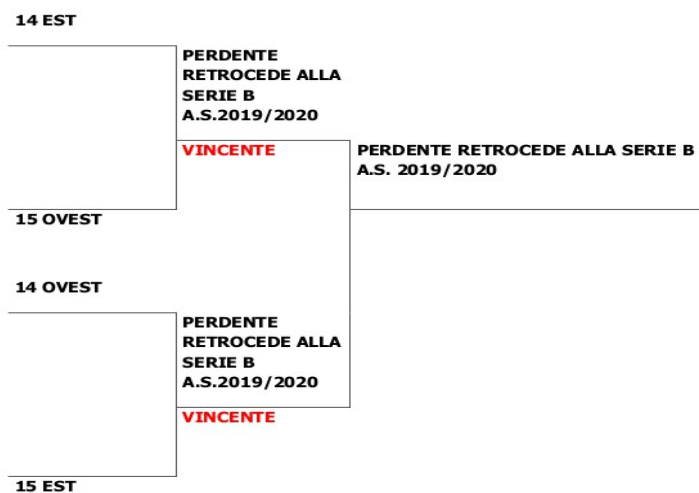 14 EST
PERDENTE
RETROCEDE ALLA
SERIE B
A.S.2019/2020
VINCENTE
PERDENTE RETROCEDE ALLA SERIE B
A.S. 2019/2020
15 OVEST
14 OVEST
PERDENTE
RETROCEDE ALLA
SERIE B
A.S.2019/2020
VINCENTE
15 EST